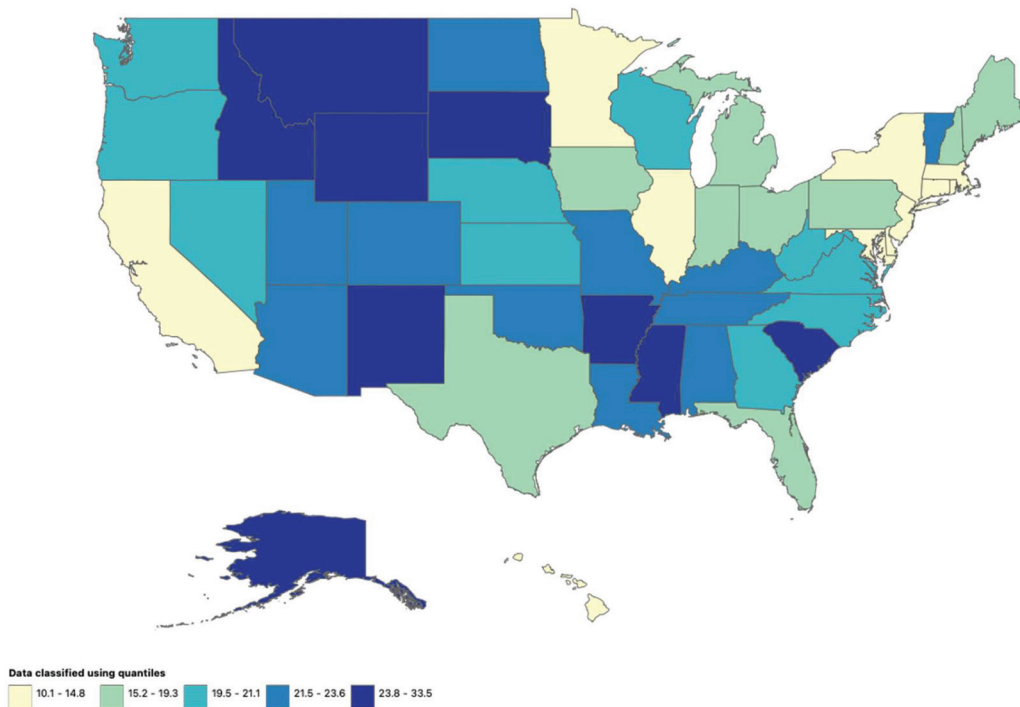 Data classified using quantiles
10.1 - 14.8 15.2 - 19.3 19.5 - 21.1 21.5 - 23.6 23.8 - 33.5